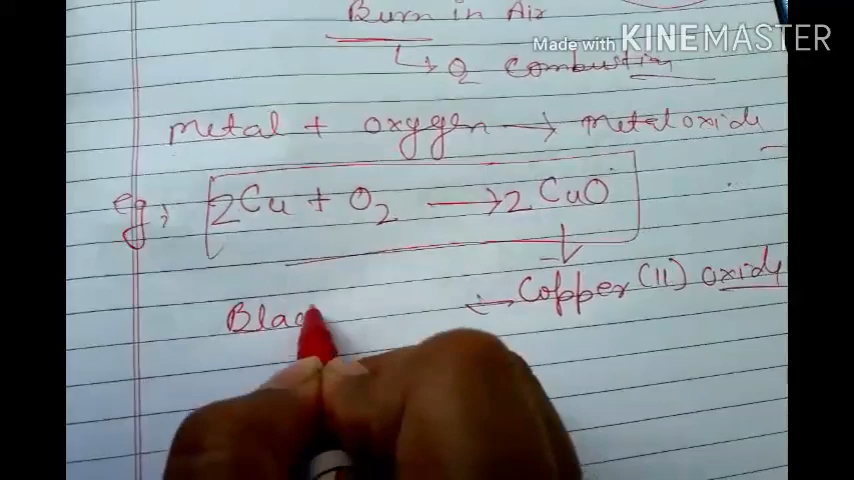 Burn in Air
Made with KINEMASTER
O2 Combustion
metal + oxygen → metal oxide
eg; 2Cu + O2 → 2CuO
← Copper (II) oxide
Blac